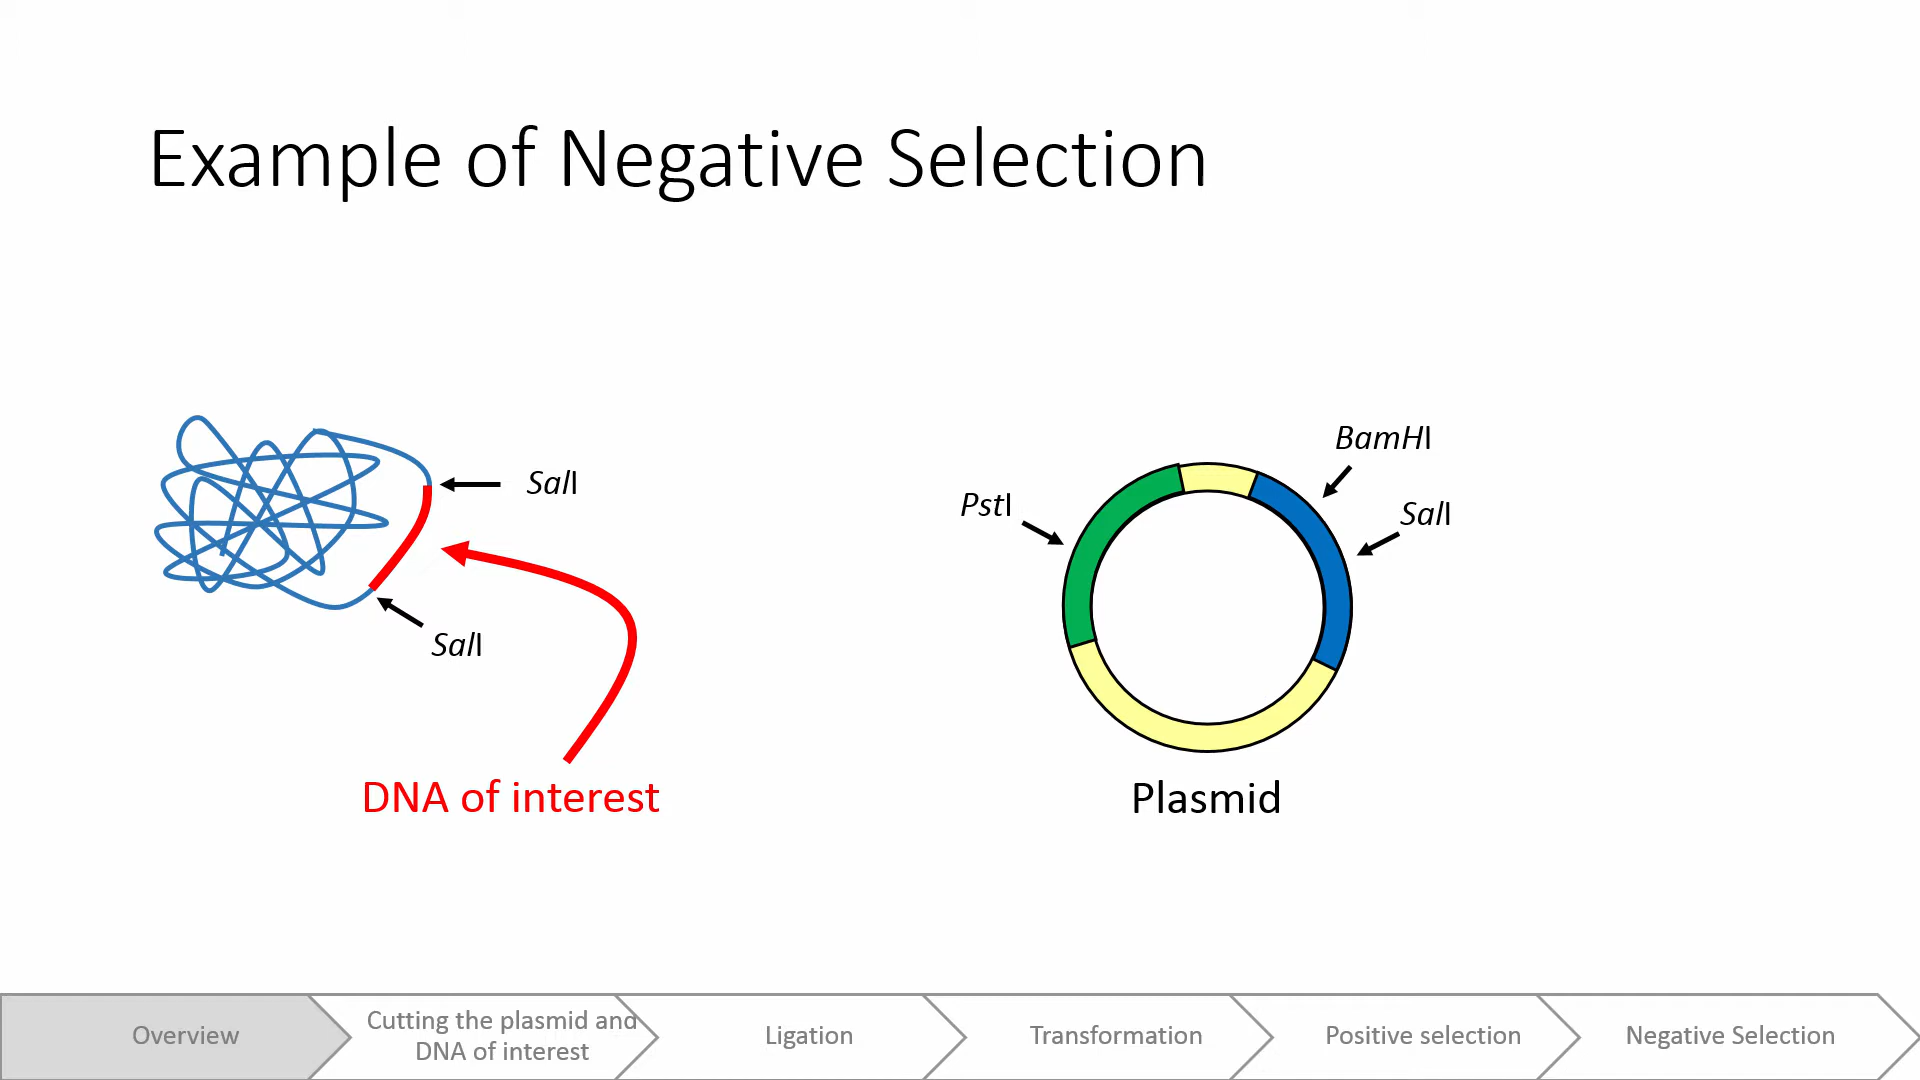 Example of Negative Selection
SalI
SalI
DNA of interest
PstI
BamHI
SalI
Plasmid
Overview
Cutting the plasmid and
DNA of interest
Ligation
Transformation
Positive selection
Negative Selection